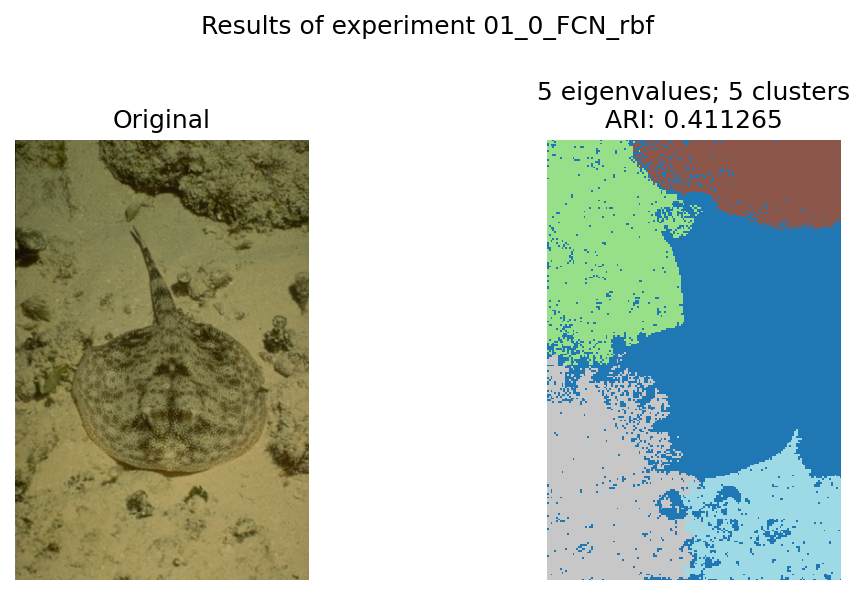 Results of experiment 01_0_FCN_rbf
Original
5 eigenvalues; 5 clusters
ARI: 0.411265